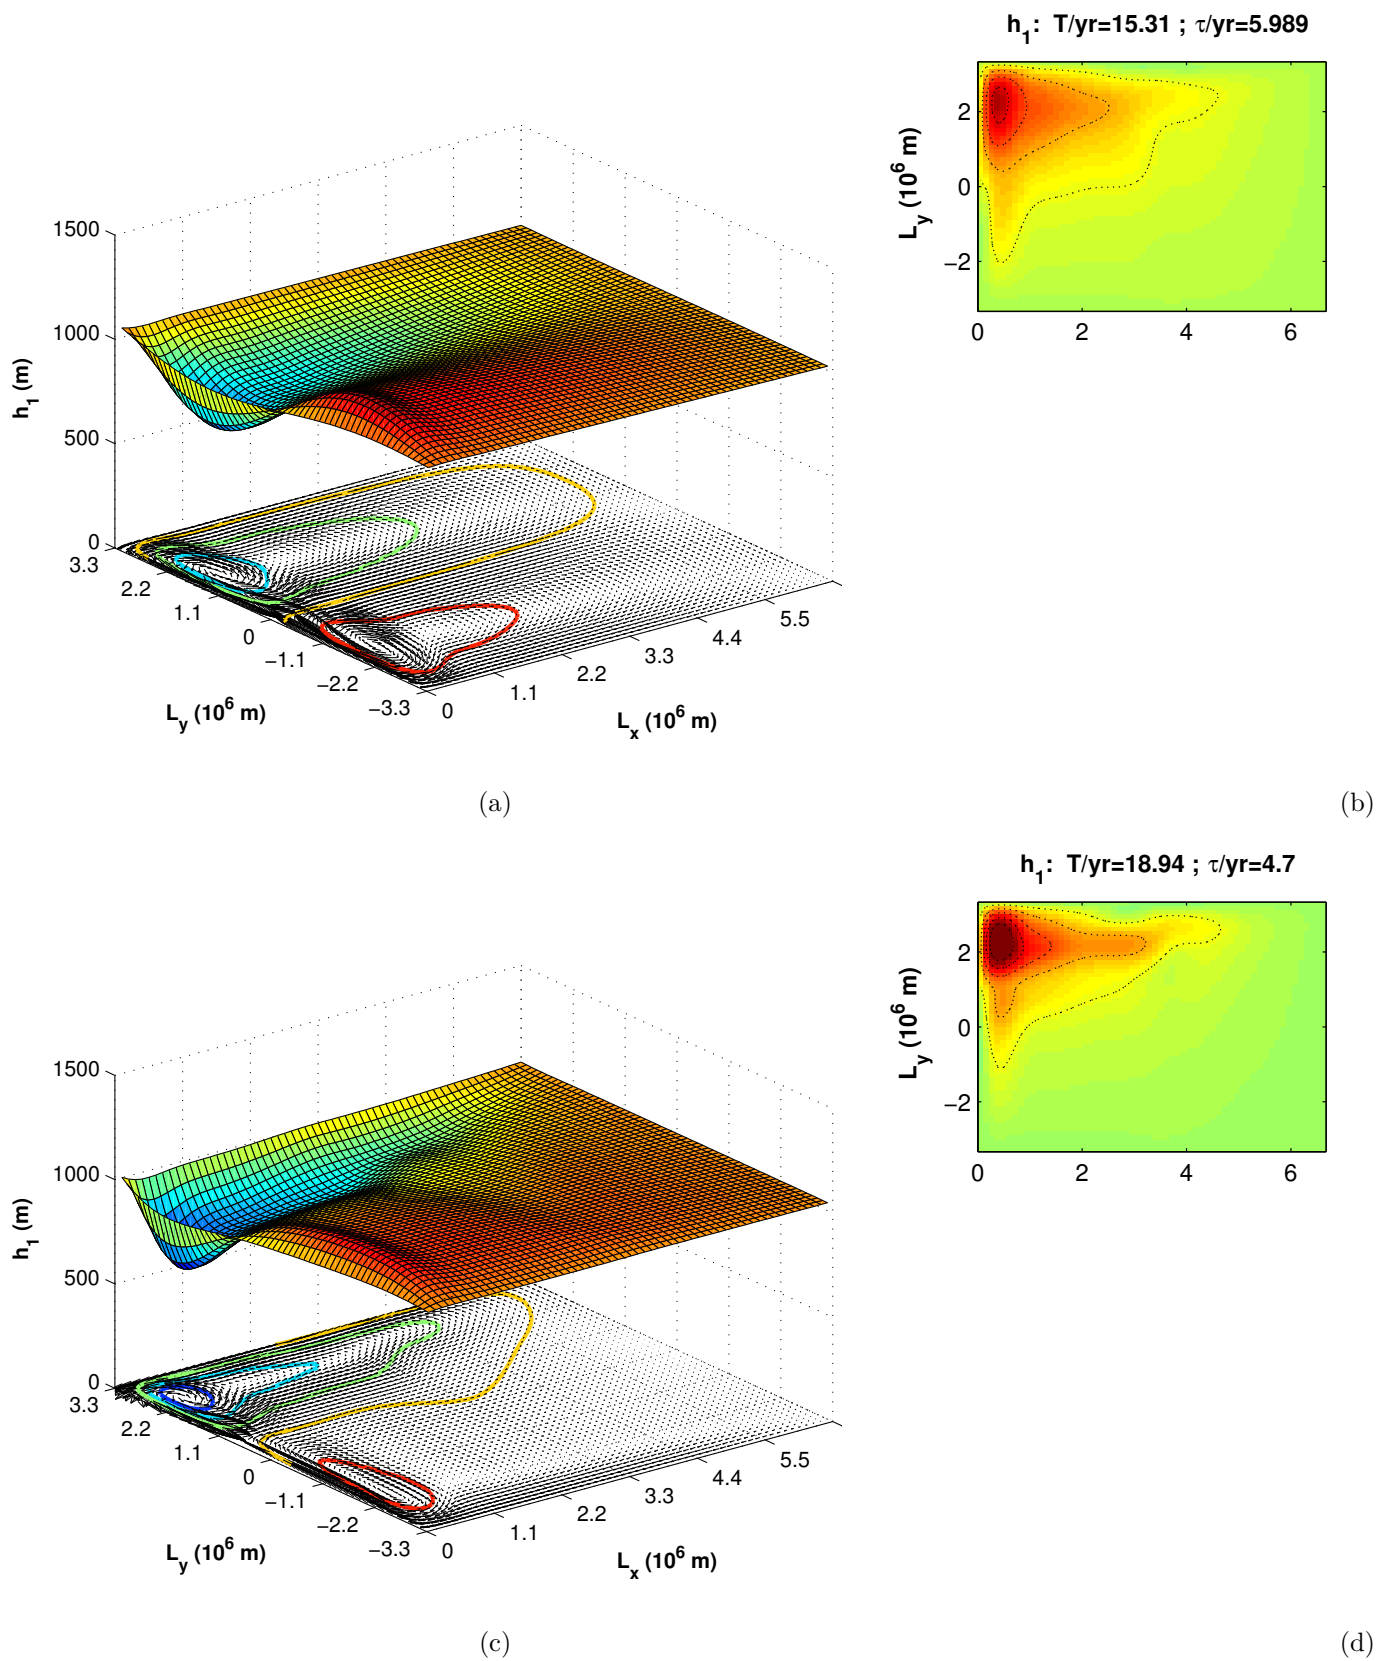 h1: T/yr=15.31 ; τ/yr=5.989
1500
1000
500
0
h1 (m)
3.3
2.2
1.1
0
−1.1
−2.2
−3.3
Ly (10^6 m)
0
1.1
2.2
3.3
4.4
5.5
Lx (10^6 m)
2
0
−2
Ly (10^6 m)
0 2 4 6
(a)
(b)
h1: T/yr=18.94 ; τ/yr=4.7
1500
1000
500
0
h1 (m)
3.3
2.2
1.1
0
−1.1
−2.2
−3.3
Ly (10^6 m)
0
1.1
2.2
3.3
4.4
5.5
Lx (10^6 m)
2
0
−2
Ly (10^6 m)
0 2 4 6
(c)
(d)